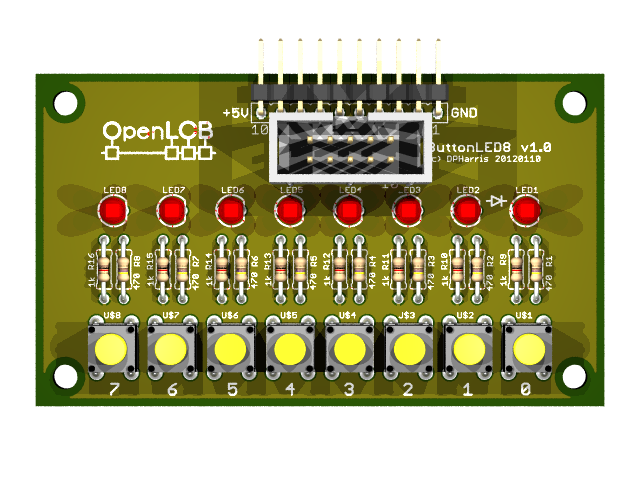 +5V GND
10 1
OpenLCB
ButtonLED8 v1.0
(c) DPHarris 20120110
LED8 LED7 LED6 LED5 LED4 LED3 LED2 LED1
1k R16 470 R8 1k R15 470 R7 1k R14 470 R6 1k R13 470 R5 1k R12 470 R4 1k R11 470 R3 1k R10 470 R2 1k R9 470 R1
U$8 U$7 U$6 U$5 U$4 U$3 U$2 U$1
7 6 5 4 3 2 1 0